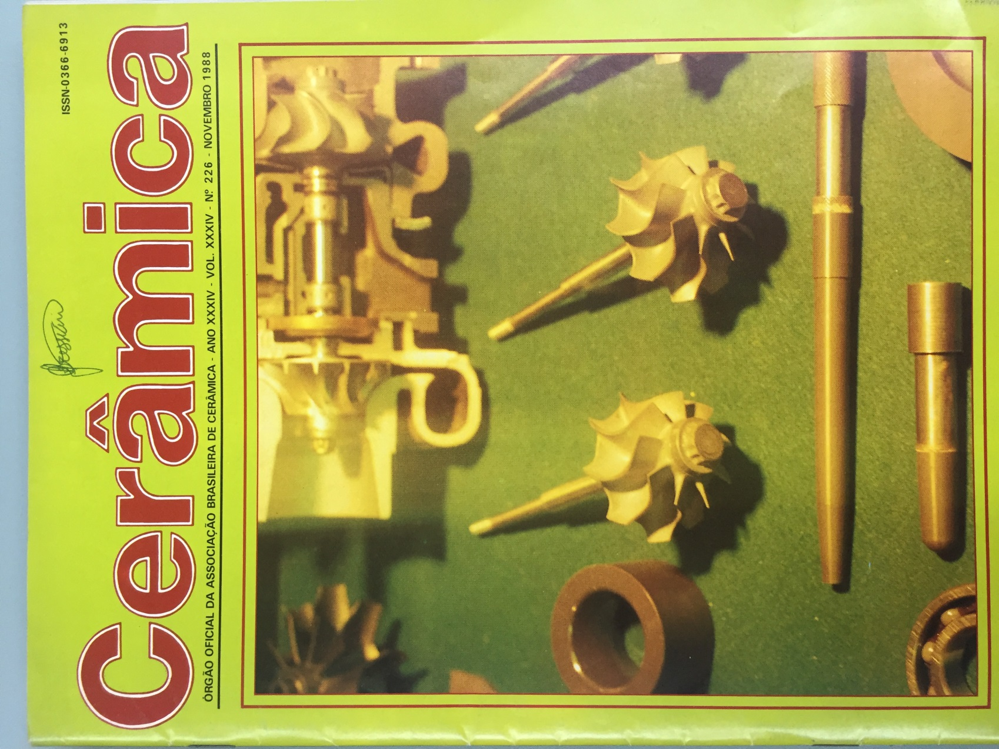 ISSN-0366-6913
Cerâmica
ÓRGÃO OFICIAL DA ASSOCIAÇÃO BRASILEIRA DE CERÂMICA - ANO XXXIV - VOL. XXXIV - Nº 226 - NOVEMBRO 1988